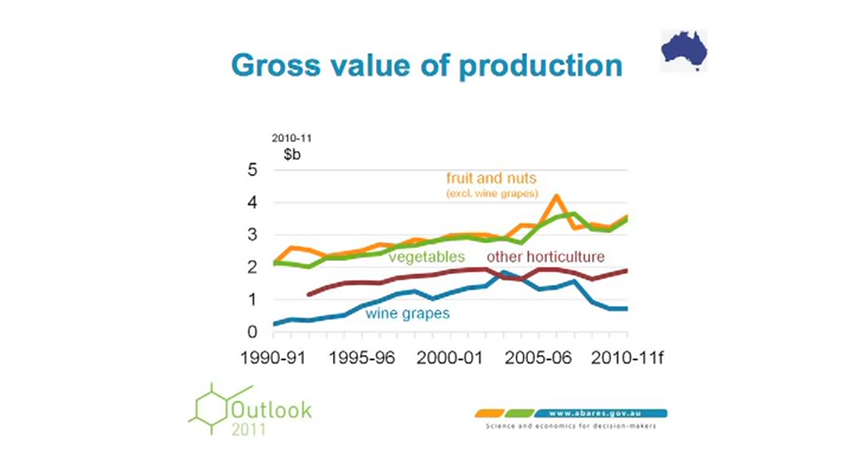 Gross value of production
2010-11
$b
5
fruit and nuts
(excl. wine grapes)
4
3
vegetables
other horticulture
2
1
wine grapes
0
1990-91 1995-96 2000-01 2005-06 2010-11f
Outlook
2011
www.abares.gov.au
Science and economics for decision-makers